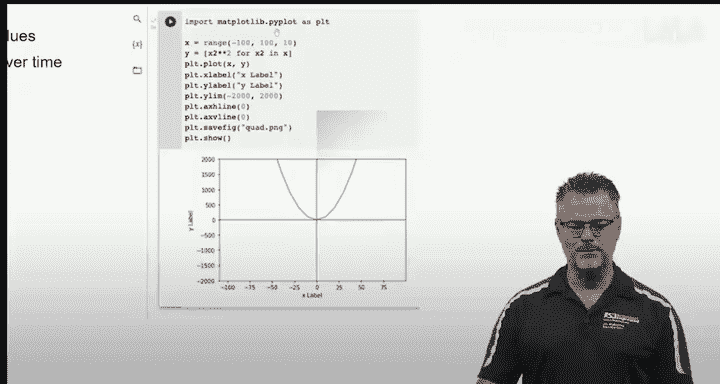 lues
ver time
{x}
import matplotlib.pyplot as plt
x = range(-100, 100, 10)
y = [x2**2 for x2 in x]
plt.plot(x, y)
plt.xlabel("x Label")
plt.ylabel("y Label")
plt.ylim(-2000, 2000)
plt.axhline(0)
plt.axvline(0)
plt.savefig("quad.png")
plt.show()
2000
1500
1000
500
0
-500
-1000
-1500
-2000
y Label
-100 -75 -50 -25 0 25 50 75
x Label